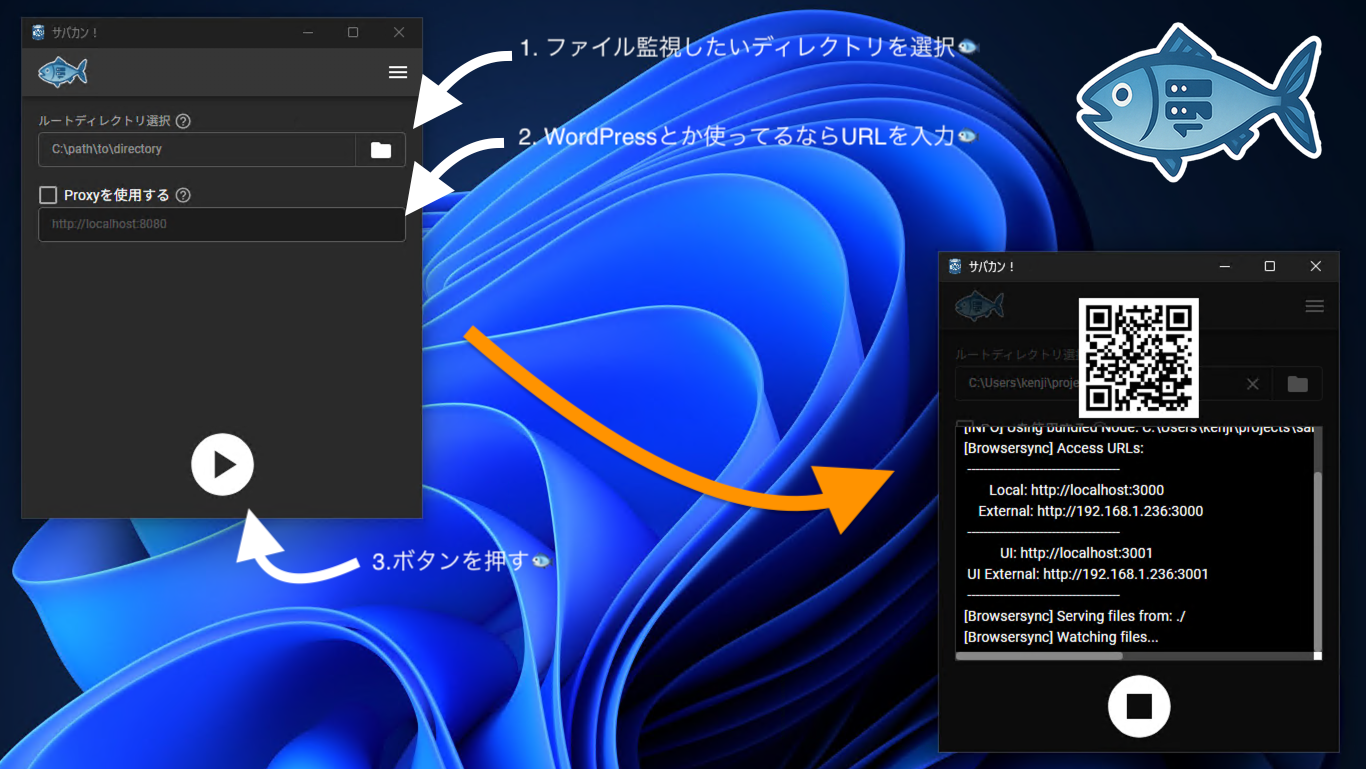 サバカン！
1. ファイル監視したいディレクトリを選択🐟
ルートディレクトリ選択
C:\path\to\directory
2. WordPressとか使ってるならURLを入力🐟
Proxyを使用する
http://localhost:8080
3.ボタンを押す🐟
サバカン！
ルートディレクトリ選
C:\Users\kenji\proje
[INFO] Using bundled Node: C:\Users\kenji\projects\sa
[Browsersync] Access URLs:
--------------------------------------
Local: http://localhost:3000
External: http://192.168.1.236:3000
--------------------------------------
UI: http://localhost:3001
UI External: http://192.168.1.236:3001
--------------------------------------
[Browsersync] Serving files from: ./
[Browsersync] Watching files...